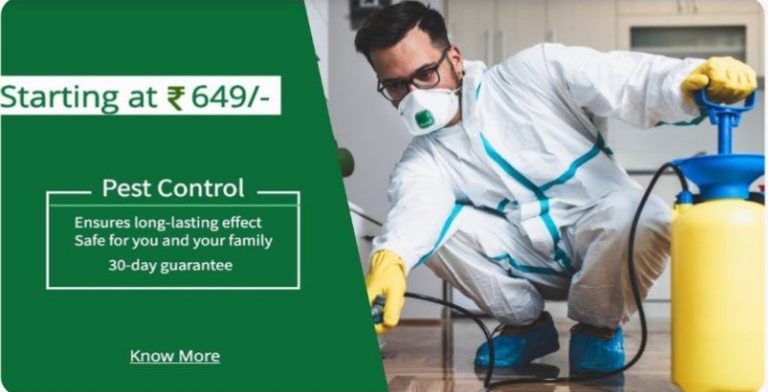 Starting at ₹ 649/-
Pest Control
Ensures long-lasting effect
Safe for you and your family
30-day guarantee
Know More